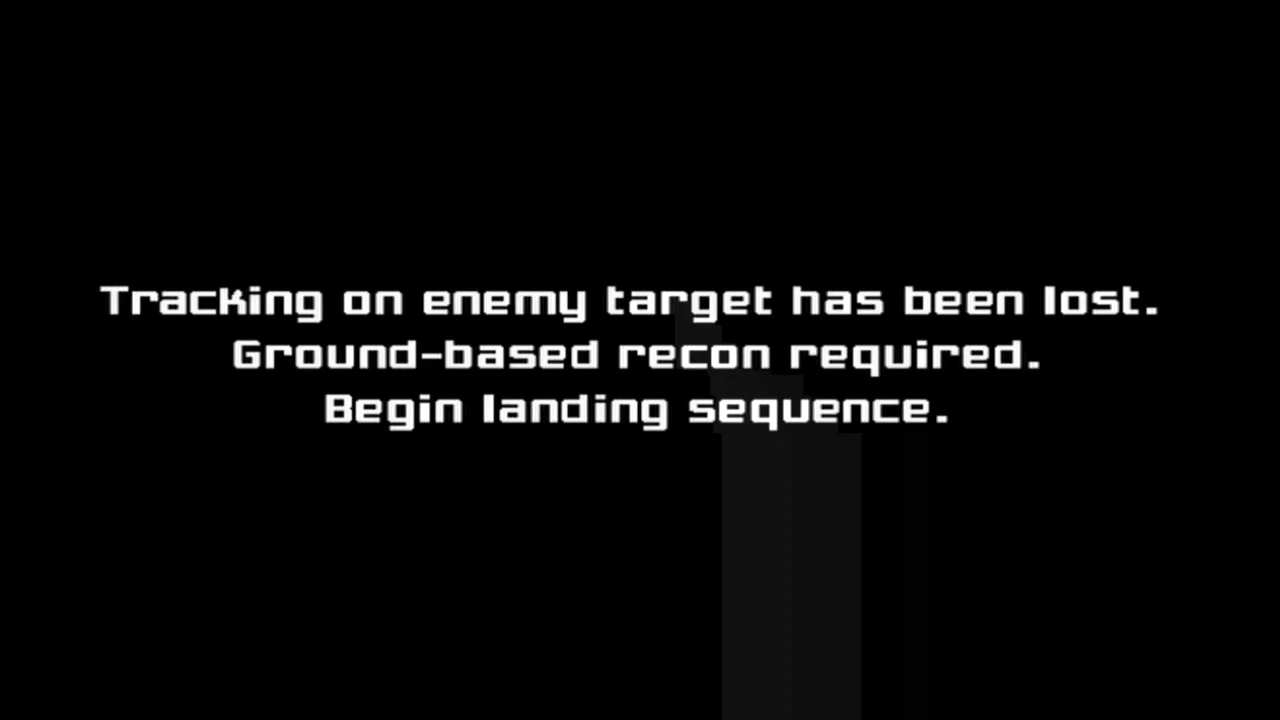 Tracking on enemy target has been lost.
Ground-based recon required.
Begin landing sequence.